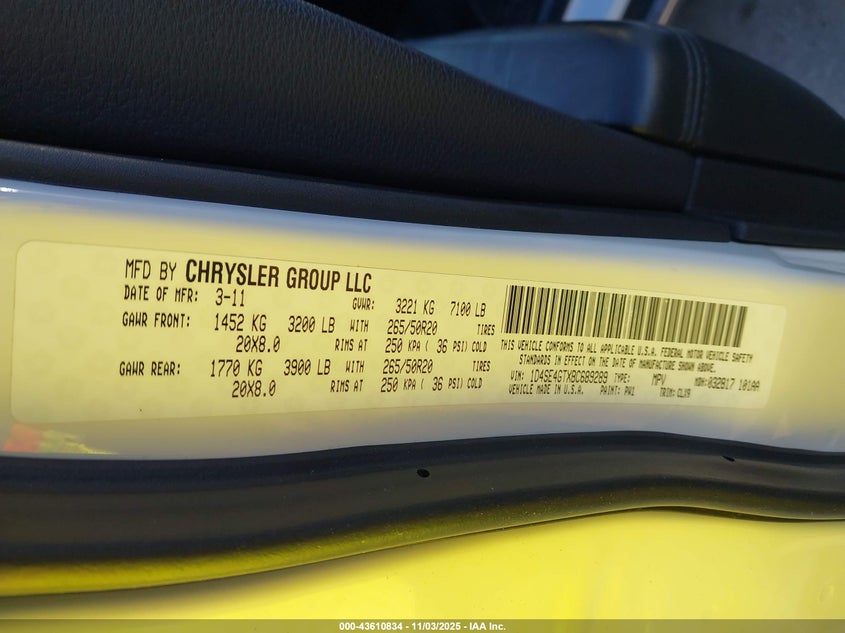 MFD BY CHRYSLER GROUP LLC
DATE OF MFR: 3-11 GVWR: 3221 KG 7100 LB
GAWR FRONT: 1452 KG 3200 LB WITH 265/50R20 TIRES
20X8.0 RIMS AT 250 KPA ( 36 PSI) COLD
GAWR REAR: 1770 KG 3900 LB WITH 265/50R20 TIRES
20X8.0 RIMS AT 250 KPA ( 36 PSI) COLD
THIS VEHICLE CONFORMS TO ALL APPLICABLE U.S.A. FEDERAL MOTOR VEHICLE SAFETY
STANDARDS IN EFFECT ON THE DATE OF MANUFACTURE SHOWN ABOVE.
VIN: 1D4SE4GTXBC689289 TYPE: MPV MDH: 032817 101AA
VEHICLE MADE IN U.S.A. PAINT: PW1 TRIM: CLX9
000-43610834 - 11/03/2025 - IAA Inc.